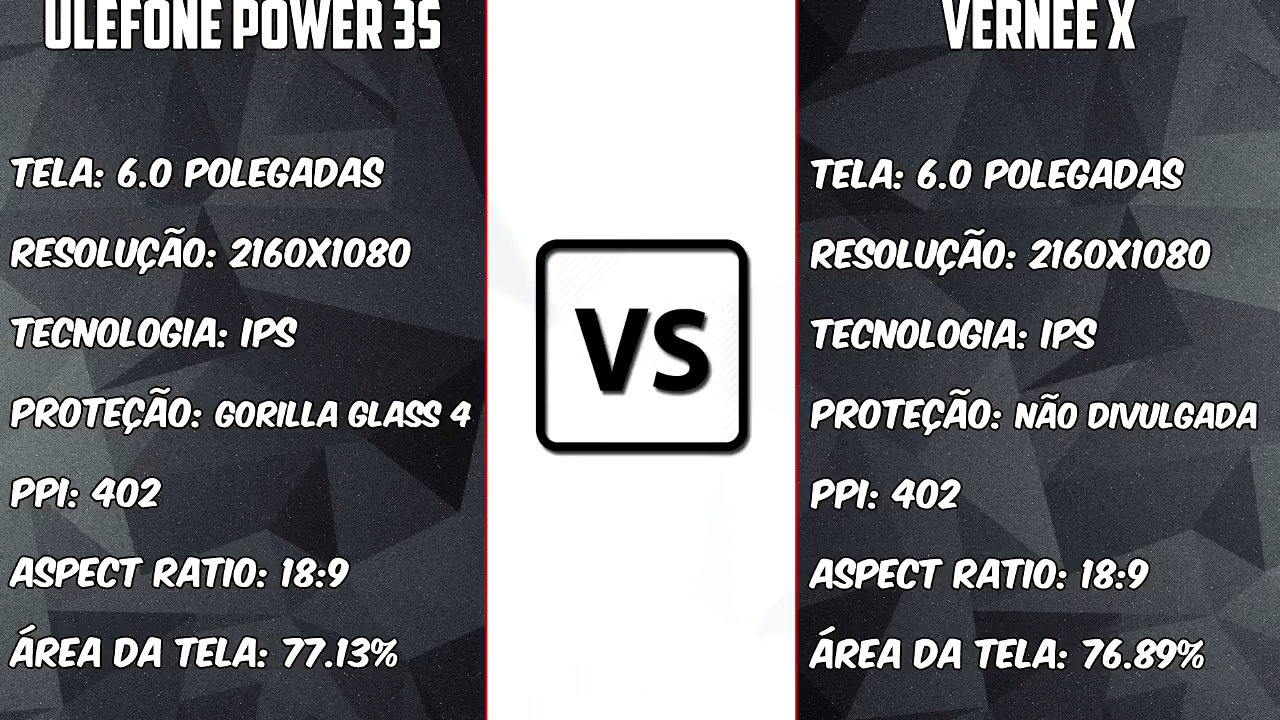 ULEFONE POWER 3S
TELA: 6.0 POLEGADAS
RESOLUÇÃO: 2160X1080
TECNOLOGIA: IPS
PROTEÇÃO: GORILLA GLASS 4
PPI: 402
ASPECT RATIO: 18:9
ÁREA DA TELA: 77.13%
VS
VERNEE X
TELA: 6.0 POLEGADAS
RESOLUÇÃO: 2160X1080
TECNOLOGIA: IPS
PROTEÇÃO: NÃO DIVULGADA
PPI: 402
ASPECT RATIO: 18:9
ÁREA DA TELA: 76.89%